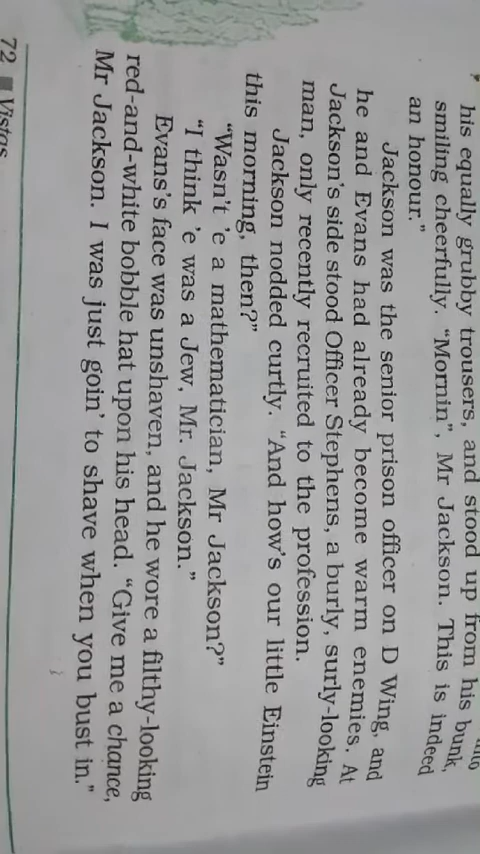 his equally grubby trousers, and stood up from his bunk,
smiling cheerfully. “Mornin”, Mr Jackson. This is indeed
an honour.”
Jackson was the senior prison officer on D Wing, and
he and Evans had already become warm enemies. At
Jackson's side stood Officer Stephens, a burly, surly-looking
man, only recently recruited to the profession.
Jackson nodded curtly. “And how's our little Einstein
this morning, then?”
“Wasn't 'e a mathematician, Mr Jackson?”
“I think 'e was a Jew, Mr. Jackson.”
Evans's face was unshaven, and he wore a filthy-looking
red-and-white bobble hat upon his head. “Give me a chance,
Mr Jackson. I was just goin' to shave when you bust in.”
72 Vistas